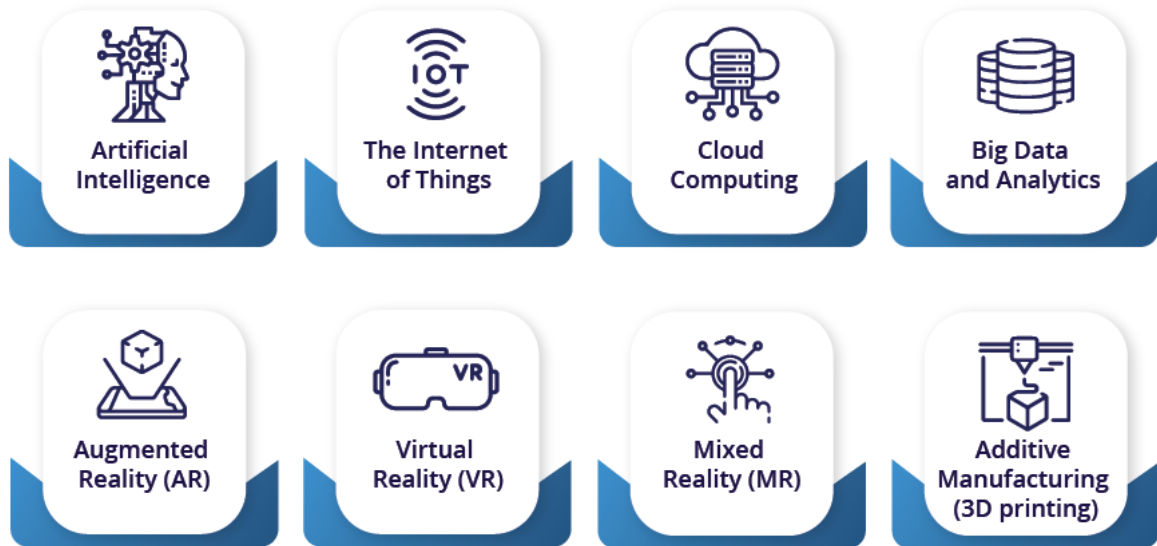 IOT
Artificial
Intelligence
The Internet
of Things
Cloud
Computing
Big Data
and Analytics
VR
Augmented
Reality (AR)
Virtual
Reality (VR)
Mixed
Reality (MR)
Additive
Manufacturing
(3D printing)